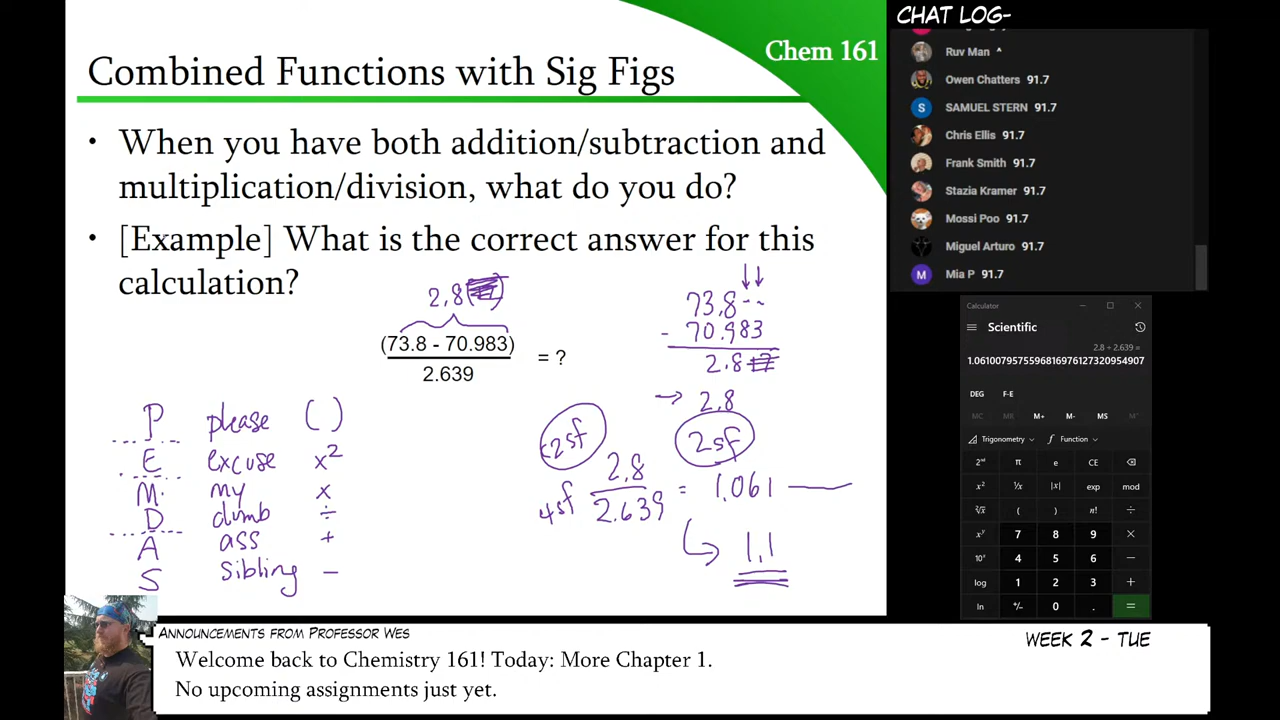 Chem 161
Combined Functions with Sig Figs
• When you have both addition/subtraction and
multiplication/division, what do you do?
• [Example] What is the correct answer for this
calculation?
2.8
(73.8 - 70.983)
2.639
= ?
73.8--
- 70.983
2.8
→ 2.8
2sf
2sf
4sf
2.8
2.639
= 1.061
1.1
P please ( )
E excuse x²
M my x
D dumb ÷
A ass +
S sibling −
CHAT LOG-
Ruv Man ^
Owen Chatters 91.7
S SAMUEL STERN 91.7
Chris Ellis 91.7
Frank Smith 91.7
Stazia Kramer 91.7
Mossi Poo 91.7
Miguel Arturo 91.7
M Mia P 91.7
Calculator
Scientific
2.8 ÷ 2.639 =
1.0610079575596816976127320954907
DEG F-E
MC MR M+ M- MS M˅
Trigonometry Function
2ⁿᵈ π e CE
x² ¹/x |x| exp mod
²√x ( ) n! ÷
xʸ 7 8 9 ×
10ˣ 4 5 6 −
log 1 2 3 +
ln +/- 0 . =
ANNOUNCEMENTS FROM PROFESSOR WES
WEEK 2 - TUE
Welcome back to Chemistry 161! Today: More Chapter 1.
No upcoming assignments just yet.